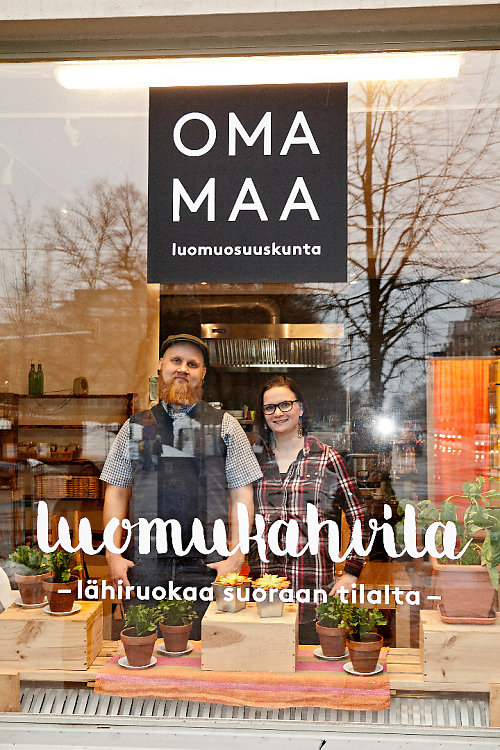 OMA
MAA
luomuosuuskunta
luomukahvila
– lähiruokaa suoraan tilalta –